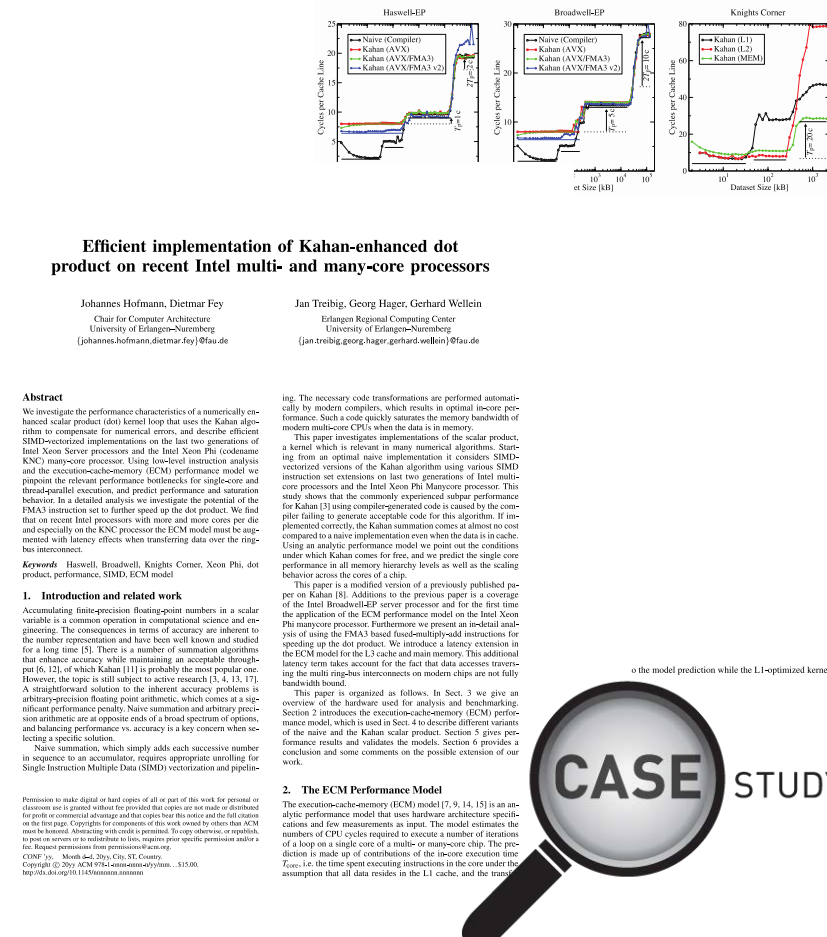 Haswell-EP
25
20
15
10
5
Cycles per Cache Line
Naive (Compiler)
Kahan (AVX)
Kahan (AVX/FMA3)
Kahan (AVX/FMA3 v2)
Broadwell-EP
30
20
10
Cycles per Cache Line
Naive (Compiler)
Kahan (AVX)
Kahan (AVX/FMA3)
Kahan (AVX/FMA3 v2)
et Size [kB]
Knights Corner
80
60
40
20
0
Cycles per Cache Line
Kahan (L1)
Kahan (L2)
Kahan (MEM)
Dataset Size [kB]
Efficient implementation of Kahan-enhanced dot
product on recent Intel multi- and many-core processors
Johannes Hofmann, Dietmar Fey
Chair for Computer Architecture
University of Erlangen–Nuremberg
{johannes.hofmann,dietmar.fey}@fau.de
Jan Treibig, Georg Hager, Gerhard Wellein
Erlangen Regional Computing Center
University of Erlangen–Nuremberg
{jan.treibig,georg.hager,gerhard.wellein}@fau.de
Abstract
We investigate the performance characteristics of a numerically en-
hanced scalar product (dot) kernel loop that uses the Kahan algo-
rithm to compensate for numerical errors, and describe efficient
SIMD-vectorized implementations on the last two generations of
Intel Xeon Server processors and the Intel Xeon Phi (codename
KNC) many-core processor. Using low-level instruction analysis
and the execution-cache-memory (ECM) performance model we
pinpoint the relevant performance bottlenecks for single-core and
thread-parallel execution, and predict performance and saturation
behavior. In a detailed analysis we investigate the potential of the
FMA3 instruction set to further speed up the dot product. We find
that on recent Intel processors with more and more cores per die
and especially on the KNC processor the ECM model must be aug-
mented with latency effects when transferring data over the ring-
bus interconnect.
Keywords Haswell, Broadwell, Knights Corner, Xeon Phi, dot
product, performance, SIMD, ECM model
1. Introduction and related work
Accumulating finite-precision floating-point numbers in a scalar
variable is a common operation in computational science and en-
gineering. The consequences in terms of accuracy are inherent to
the number representation and have been well known and studied
for a long time [5]. There is a number of summation algorithms
that enhance accuracy while maintaining an acceptable through-
put [6, 12], of which Kahan [11] is probably the most popular one.
However, the topic is still subject to active research [3, 4, 13, 17].
A straightforward solution to the inherent accuracy problems is
arbitrary-precision floating point arithmetic, which comes at a sig-
nificant performance penalty. Naive summation and arbitrary preci-
sion arithmetic are at opposite ends of a broad spectrum of options,
and balancing performance vs. accuracy is a key concern when se-
lecting a specific solution.
Naive summation, which simply adds each successive number
in sequence to an accumulator, requires appropriate unrolling for
Single Instruction Multiple Data (SIMD) vectorization and pipelin-
Permission to make digital or hard copies of all or part of this work for personal or
classroom use is granted without fee provided that copies are not made or distributed
for profit or commercial advantage and that copies bear this notice and the full citation
on the first page. Copyrights for components of this work owned by others than ACM
must be honored. Abstracting with credit is permitted. To copy otherwise, or republish,
to post on servers or to redistribute to lists, requires prior specific permission and/or a
fee. Request permissions from permissions@acm.org.
CONF 'yy, Month d–d, 20yy, City, ST, Country.
Copyright © 20yy ACM 978-1-nnnn-nnnn-n/yy/mm...$15.00.
http://dx.doi.org/10.1145/nnnnnnn.nnnnnnn
ing. The necessary code transformations are performed automati-
cally by modern compilers, which results in optimal in-core per-
formance. Such a code quickly saturates the memory bandwidth of
modern multi-core CPUs when the data is in memory.
This paper investigates implementations of the scalar product,
a kernel which is relevant in many numerical algorithms. Start-
ing from an optimal naive implementation it considers SIMD-
vectorized versions of the Kahan algorithm using various SIMD
instruction set extensions on last two generations of Intel multi-
core processors and the Intel Xeon Phi Manycore processor. This
study shows that the commonly experienced subpar performance
for Kahan [3] using compiler-generated code is caused by the com-
piler failing to generate acceptable code for this algorithm. If im-
plemented correctly, the Kahan summation comes at almost no cost
compared to a naive implementation even when the data is in cache.
Using an analytic performance model we point out the conditions
under which Kahan comes for free, and we predict the single core
performance in all memory hierarchy levels as well as the scaling
behavior across the cores of a chip.
This paper is a modified version of a previously published pa-
per on Kahan [8]. Additions to the previous paper is a coverage
of the Intel Broadwell-EP server processor and for the first time
the application of the ECM performance model on the Intel Xeon
Phi manycore processor. Furthermore we present an in-detail anal-
ysis of using the FMA3 based fused-multiply-add instructions for
speeding up the dot product. We introduce a latency extension in
the ECM model for the L3 cache and main memory. This additional
latency term takes account for the fact that data accesses travers-
ing the multi ring-bus interconnects on modern chips are not fully
bandwidth bound.
This paper is organized as follows. In Sect. 3 we give an
overview of the hardware used for analysis and benchmarking.
Section 2 introduces the execution-cache-memory (ECM) perfor-
mance model, which is used in Sect. 4 to describe different variants
of the naive and the Kahan scalar product. Section 5 gives per-
formance results and validates the models. Section 6 provides a
conclusion and some comments on the possible extension of our
work.
2. The ECM Performance Model
The execution-cache-memory (ECM) model [7, 9, 14, 15] is an an-
alytic performance model that uses hardware architecture specifi-
cations and few measurements as input. The model estimates the
numbers of CPU cycles required to execute a number of iterations
of a loop on a single core of a multi- or many-core chip. The pre-
diction is made up of contributions of the in-core execution time
Tcore, i.e. the time spent executing instructions in the core under the
assumption that all data resides in the L1 cache, and the transf
o the model prediction while the L1-optimized kerne
CASE STUDY